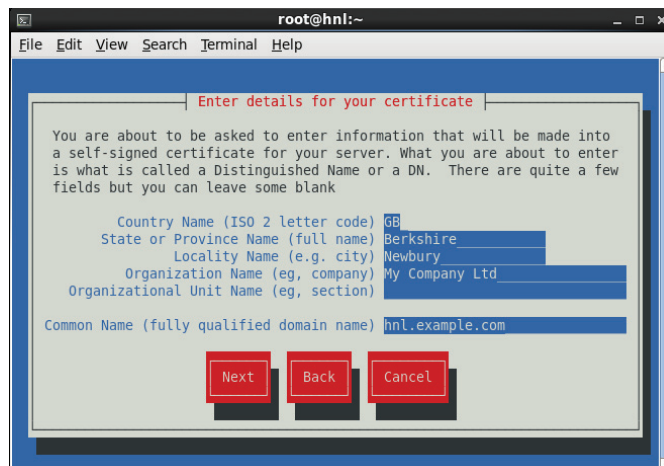 root@hnl:~
File Edit View Search Terminal Help
Enter details for your certificate
You are about to be asked to enter information that will be made into
a self-signed certificate for your server. What you are about to enter
is what is called a Distinguished Name or a DN. There are quite a few
fields but you can leave some blank
Country Name (ISO 2 letter code) GB
State or Province Name (full name) Berkshire
Locality Name (e.g. city) Newbury
Organization Name (eg, company) My Company Ltd
Organizational Unit Name (eg, section)
Common Name (fully qualified domain name) hnl.example.com
Next Back Cancel